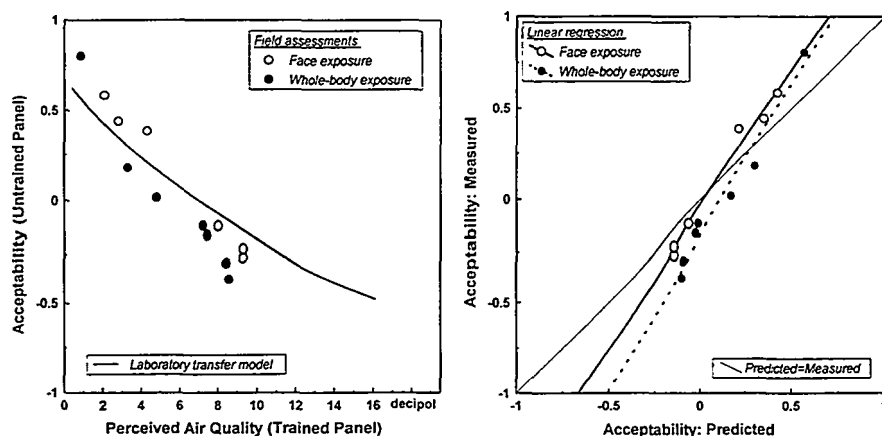 1
0.5
0
-0.5
-1
Acceptability (Untrained Panel)
Field assessments
Face exposure
Whole-body exposure
Laboratory transfer model
0 2 4 6 8 10 12 14 16 decipol
Perceived Air Quality (Trained Panel)
1
0.5
0
-0.5
-1
Acceptability: Measured
Linear regression
Face exposure
Whole-body exposure
Predicted=Measured
-1 -0.5 0 0.5 1
Acceptability: Predicted